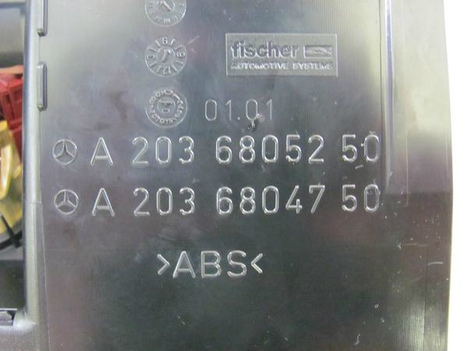 fischer
AUTOMOTIVE SYSTEMS
01.01
A 203 68052 50
A 203 68047 50
>ABS<